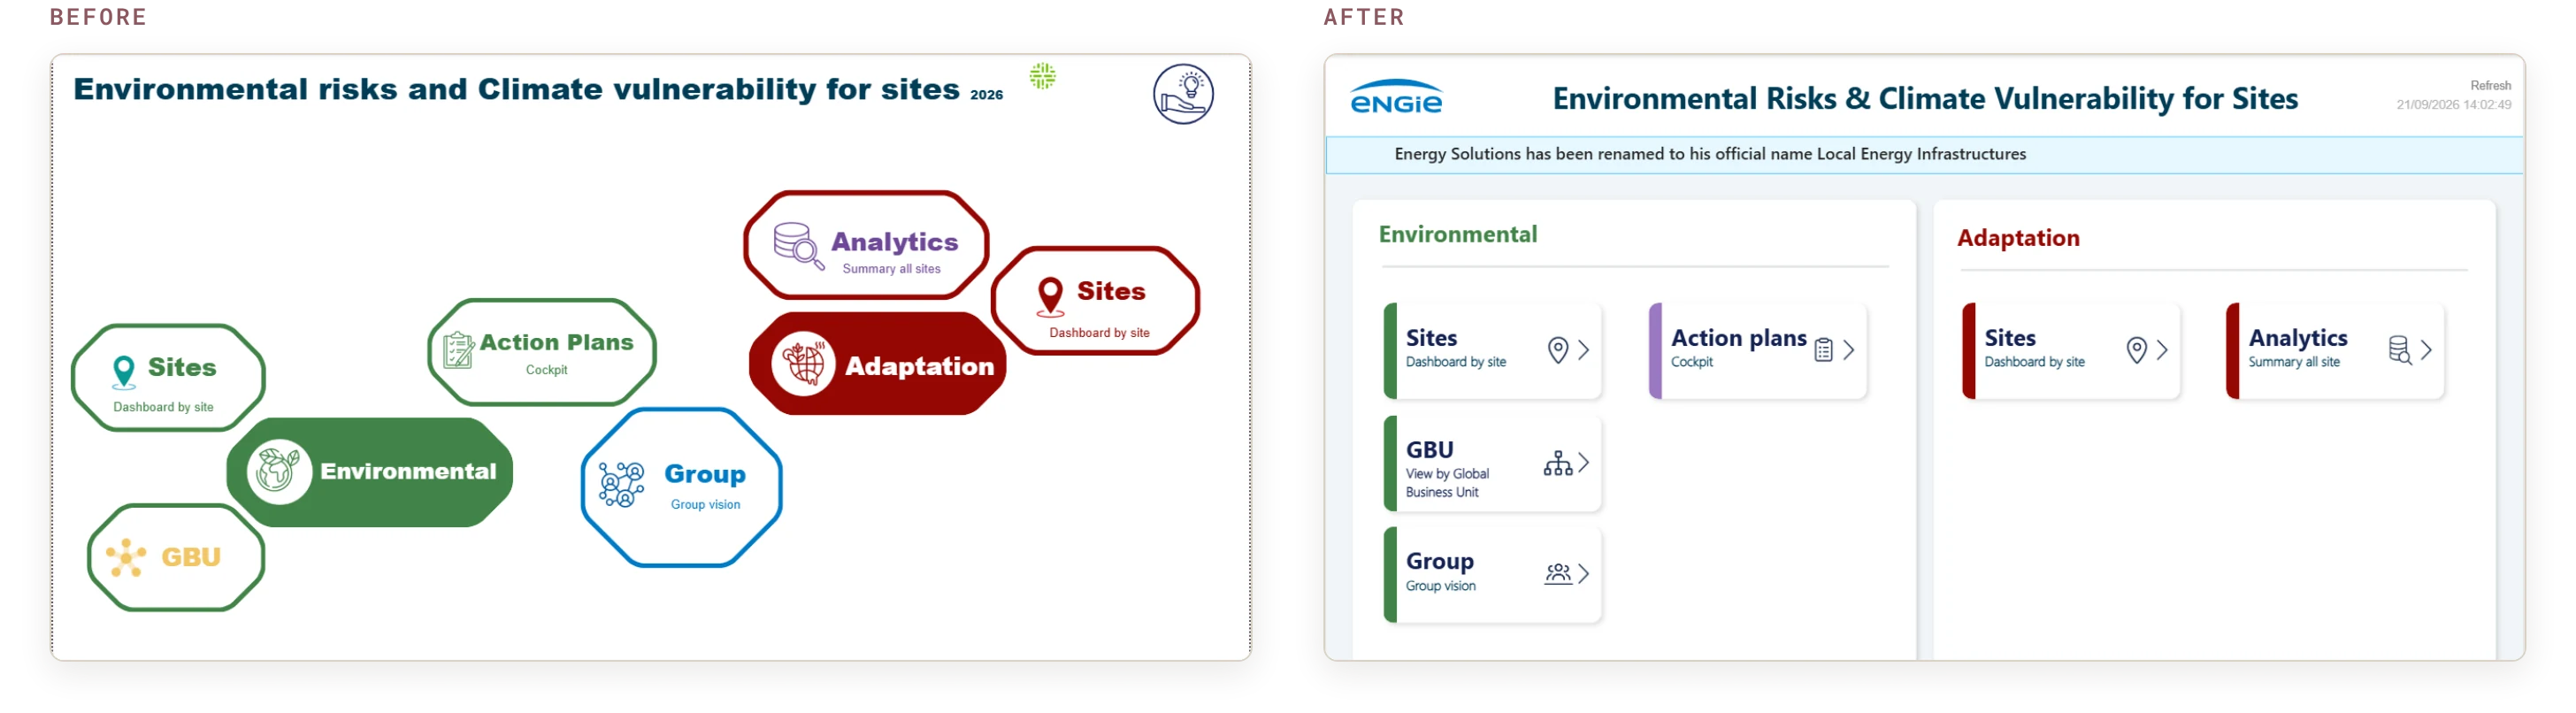 BEFORE
Environmental risks and Climate vulnerability for sites 2026
Analytics
Summary all sites
Sites
Dashboard by site
Action Plans
Cockpit
Sites
Dashboard by site
Adaptation
Group
Group vision
Environmental
GBU
AFTER
ENGIE
Environmental Risks & Climate Vulnerability for Sites
Refresh
21/09/2026 14:02:49
Energy Solutions has been renamed to his official name Local Energy Infrastructures
Environmental
Sites
Dashboard by site
Action plans
Cockpit
GBU
View by Global
Business Unit
Group
Group vision
Adaptation
Sites
Dashboard by site
Analytics
Summary all site